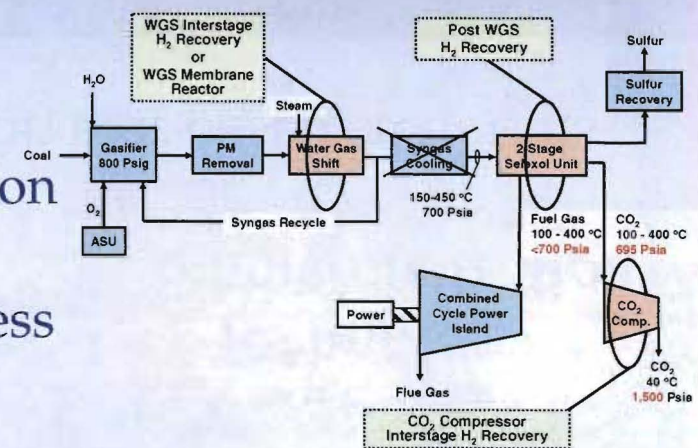 WGS Interstage
H₂ Recovery
or
WGS Membrane
Reactor
Post WGS
H₂ Recovery
Sulfur
Sulfur
Recovery
H₂O
Steam
Coal
Gasifier
800 Psig
PM
Removal
Water Gas
Shift
Syngas
Cooling
2 Stage
Selexol Unit
on
O₂
ASU
Syngas Recycle
150-450 °C
700 Psia
Fuel Gas
100 - 400 °C
<700 Psia
CO₂
100 - 400 °C
695 Psia
ess
Power
Combined
Cycle Power
Island
CO₂
Comp.
Flue Gas
CO₂
40 °C
1,500 Psia
CO₂ Compressor
Interstage H₂ Recovery